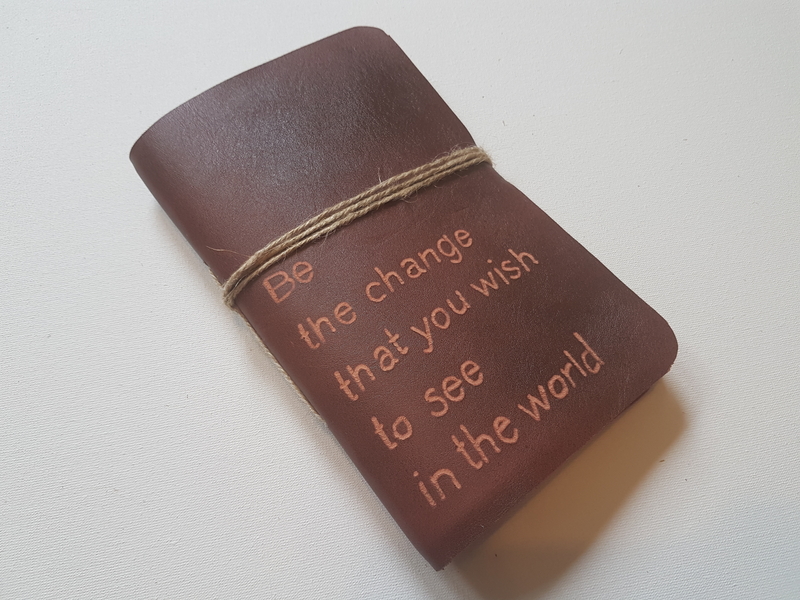 Be
the change
that you wish
to see
in the world